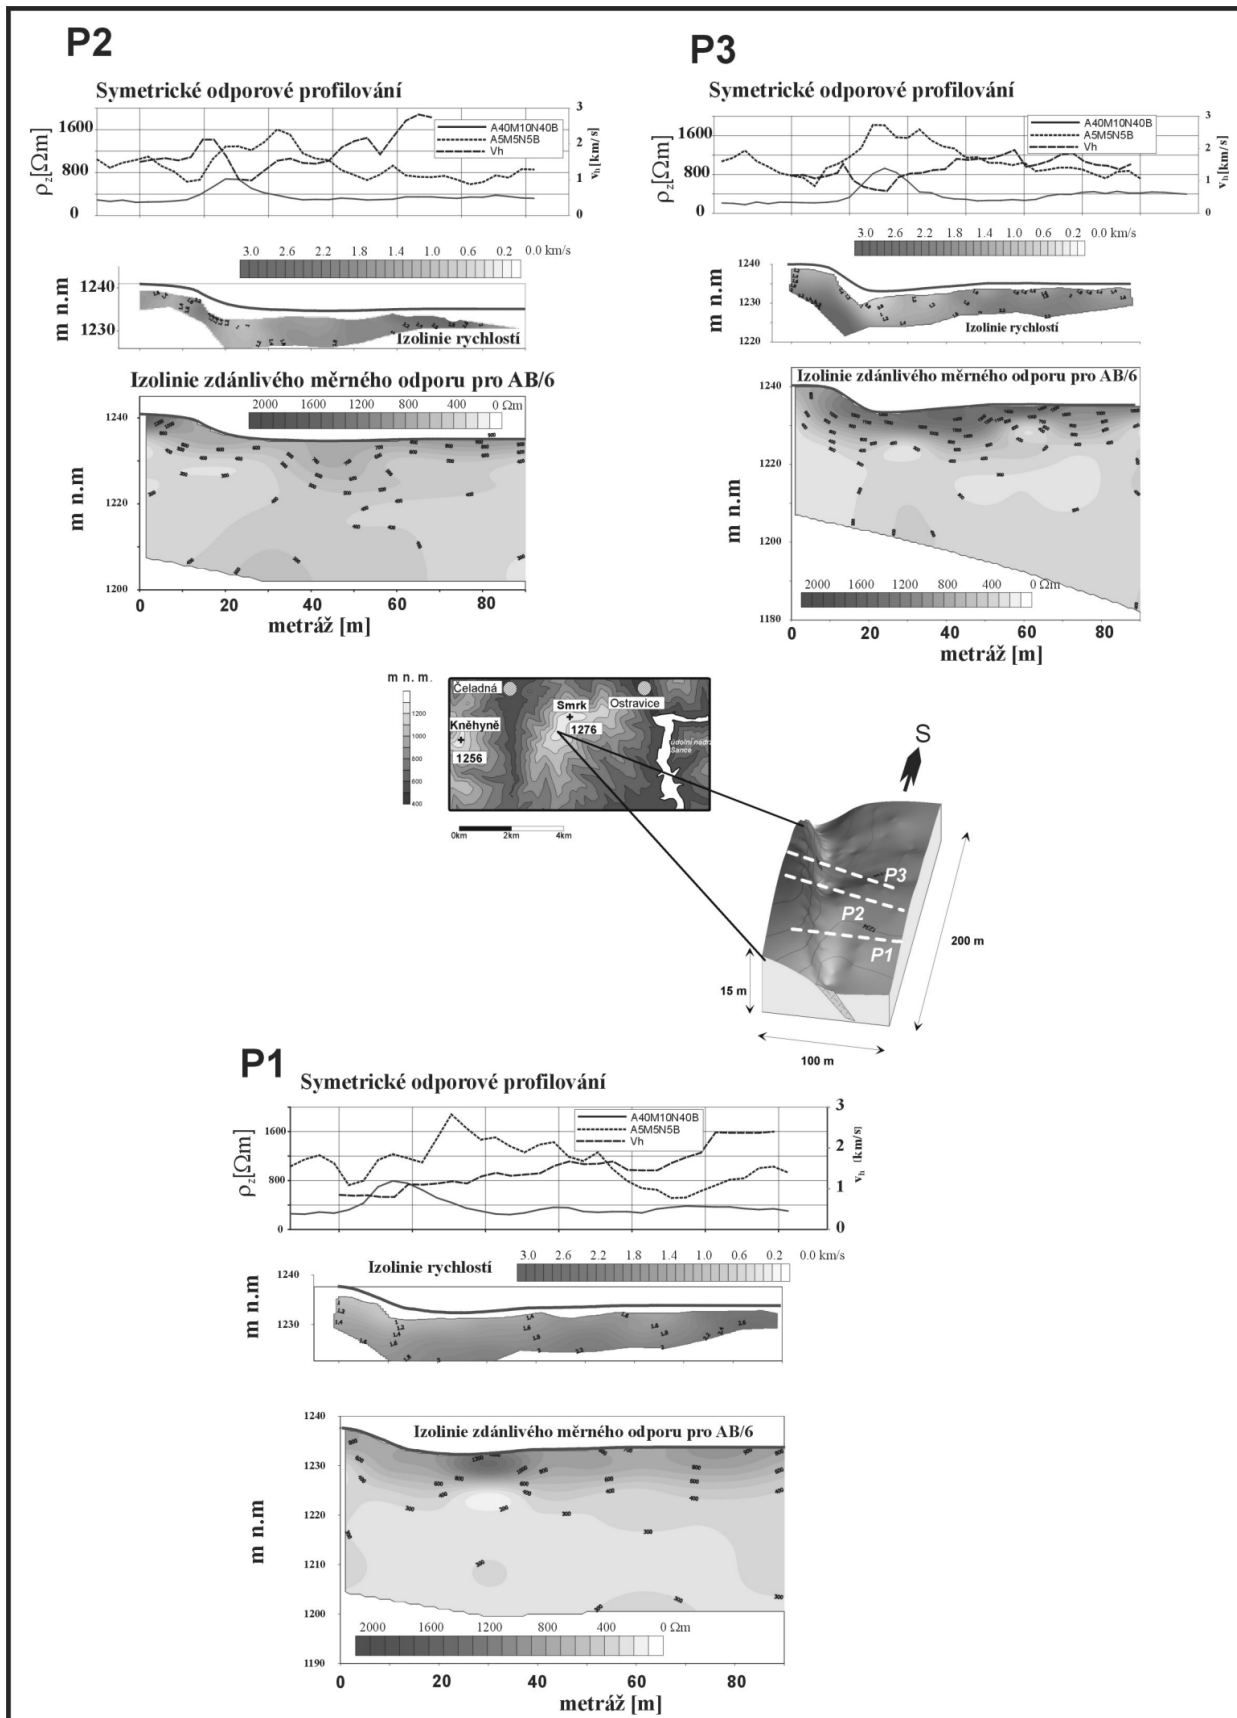 P2
Symetrické odporové profilování
ρz[Ωm]
1600
800
0
A40M10N40B
A5M5N5B
Vh
3
2
1
0
vh[km/s]
3.0 2.6 2.2 1.8 1.4 1.0 0.6 0.2 0.0 km/s
m n.m
1240
1230
Izolinie rychlostí
Izolinie zdánlivého měrného odporu pro AB/6
2000 1600 1200 800 400 0 Ωm
m n.m
1240
1220
1200
0 20 40 60 80
metráž [m]
P3
Symetrické odporové profilování
ρz[Ωm]
1600
800
0
A40M10N40B
A5M5N5B
Vh
3
2
1
0
vh[km/s]
3.0 2.6 2.2 1.8 1.4 1.0 0.6 0.2 0.0 km/s
m n.m
1240
1230
1220
Izolinie rychlostí
Izolinie zdánlivého měrného odporu pro AB/6
m n.m
1240
1220
1200
1180
2000 1600 1200 800 400 0 Ωm
0 20 40 60 80
metráž [m]
m n.m.
1200
1000
800
600
400
Čeladná
Smrk
1276
Ostravice
Kněhyně
1256
údolní nádrž
Šance
0km 2km 4km
S
P3
P2
P1
15 m
100 m
200 m
P1
Symetrické odporové profilování
ρz[Ωm]
1600
800
0
A40M10N40B
A5M5N5B
Vh
3
2
1
0
vh [km/s]
Izolinie rychlostí
3.0 2.6 2.2 1.8 1.4 1.0 0.6 0.2 0.0 km/s
m n.m
1240
1230
Izolinie zdánlivého měrného odporu pro AB/6
m n.m
1240
1230
1220
1210
1200
1190
2000 1600 1200 800 400 0 Ωm
0 20 40 60 80
metráž [m]